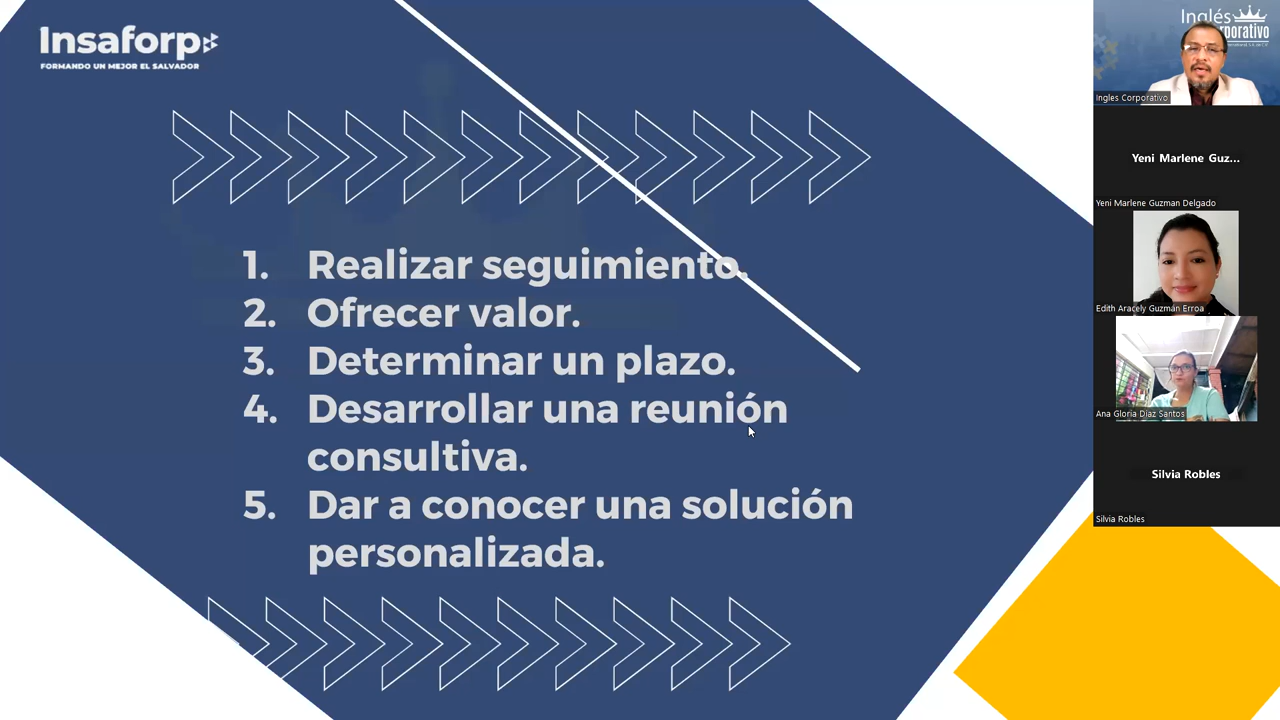 Insaforp
FORMANDO UN MEJOR EL SALVADOR
1. Realizar seguimiento.
2. Ofrecer valor.
3. Determinar un plazo.
4. Desarrollar una reunión
consultiva.
5. Dar a conocer una solución
personalizada.
Inglés
Ingles Corporativo
Yeni Marlene Guz...
Yeni Marlene Guzman Delgado
Edith Aracely Guzmán Erroa
Ana Gloria Díaz Santos
Silvia Robles
Silvia Robles